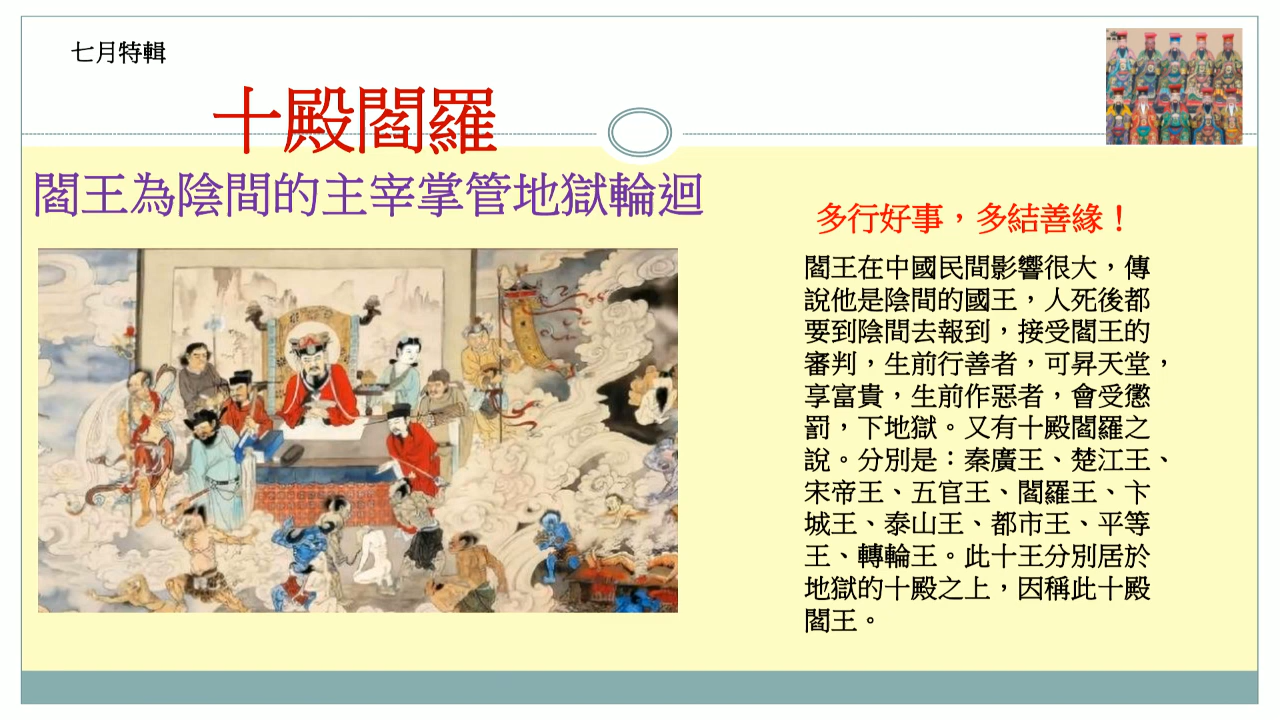 七月特輯
十殿閻羅
閻王為陰間的主宰掌管地獄輪迴
多行好事，多結善緣！
閻王在中國民間影響很大，傳
說他是陰間的國王，人死後都
要到陰間去報到，接受閻王的
審判，生前行善者，可昇天堂，
享富貴，生前作惡者，會受懲
罰，下地獄。又有十殿閻羅之
說。分別是：秦廣王、楚江王、
宋帝王、五官王、閻羅王、卞
城王、泰山王、都市王、平等
王、轉輪王。此十王分別居於
地獄的十殿之上，因稱此十殿
閻王。